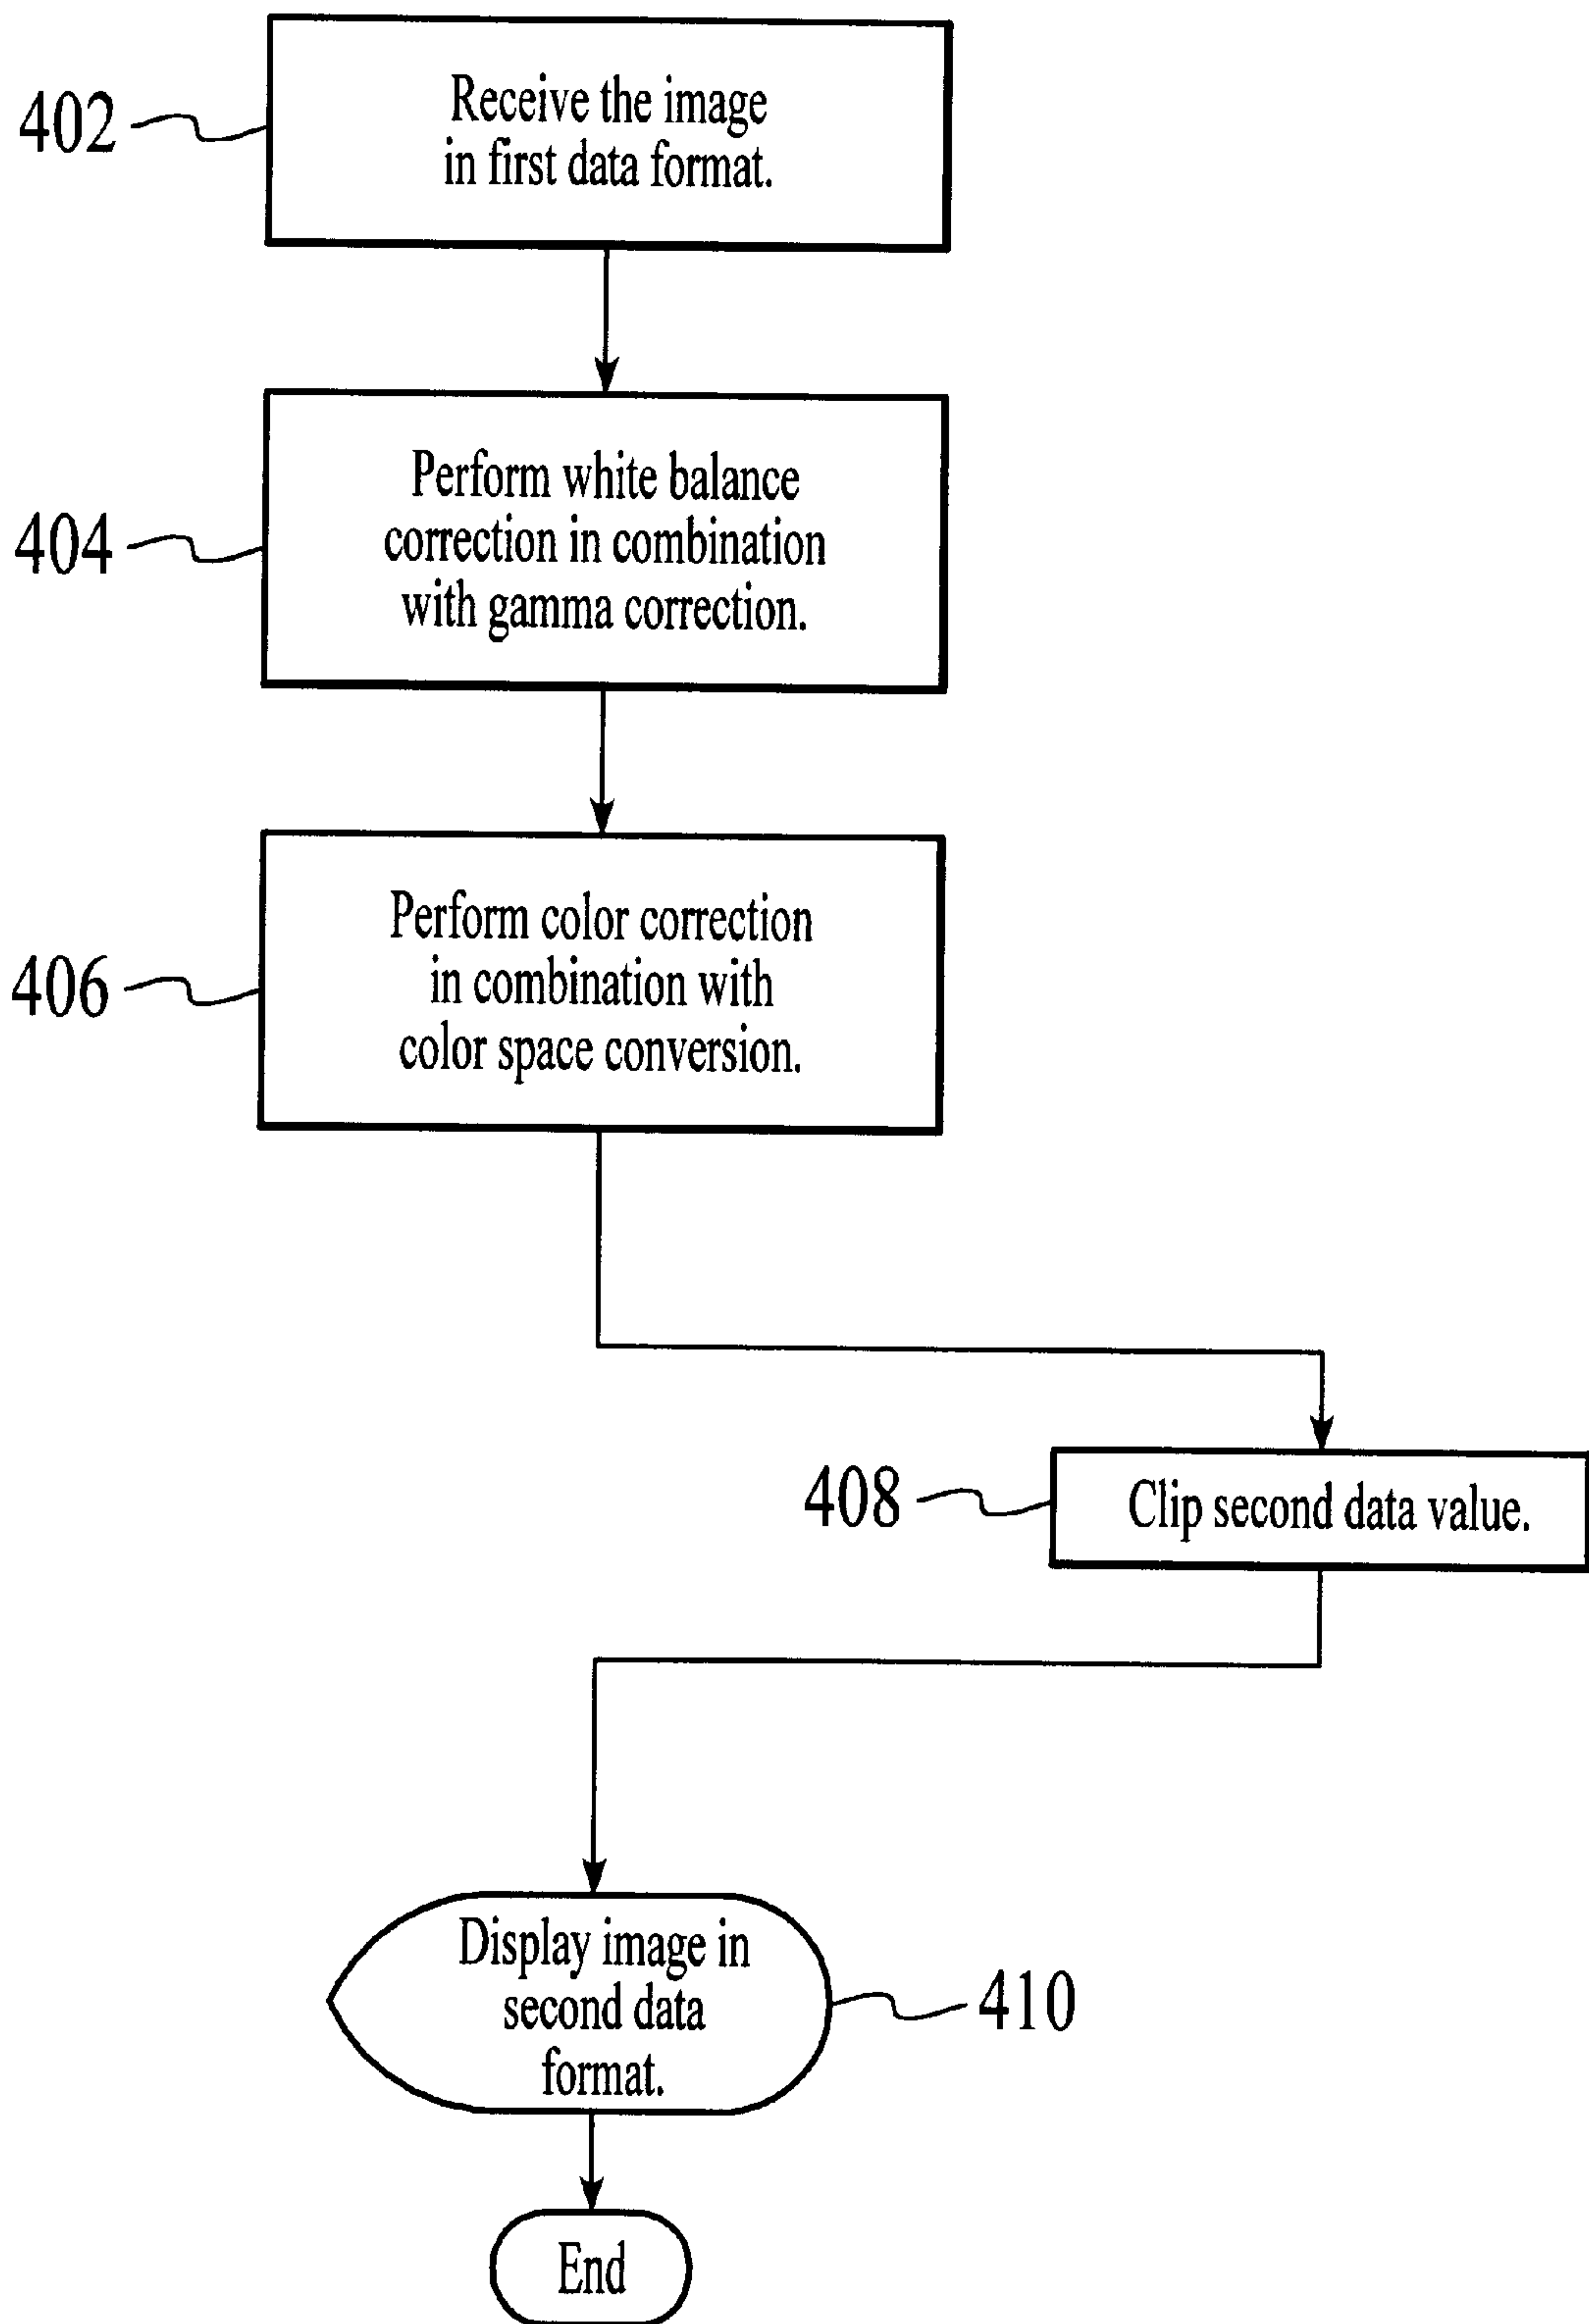 402
Receive the image
in first data format.
404
Perform white balance
correction in combination
with gamma correction.
406
Perform color correction
in combination with
color space conversion.
408
Clip second data value.
Display image in
second data
format.
410
End